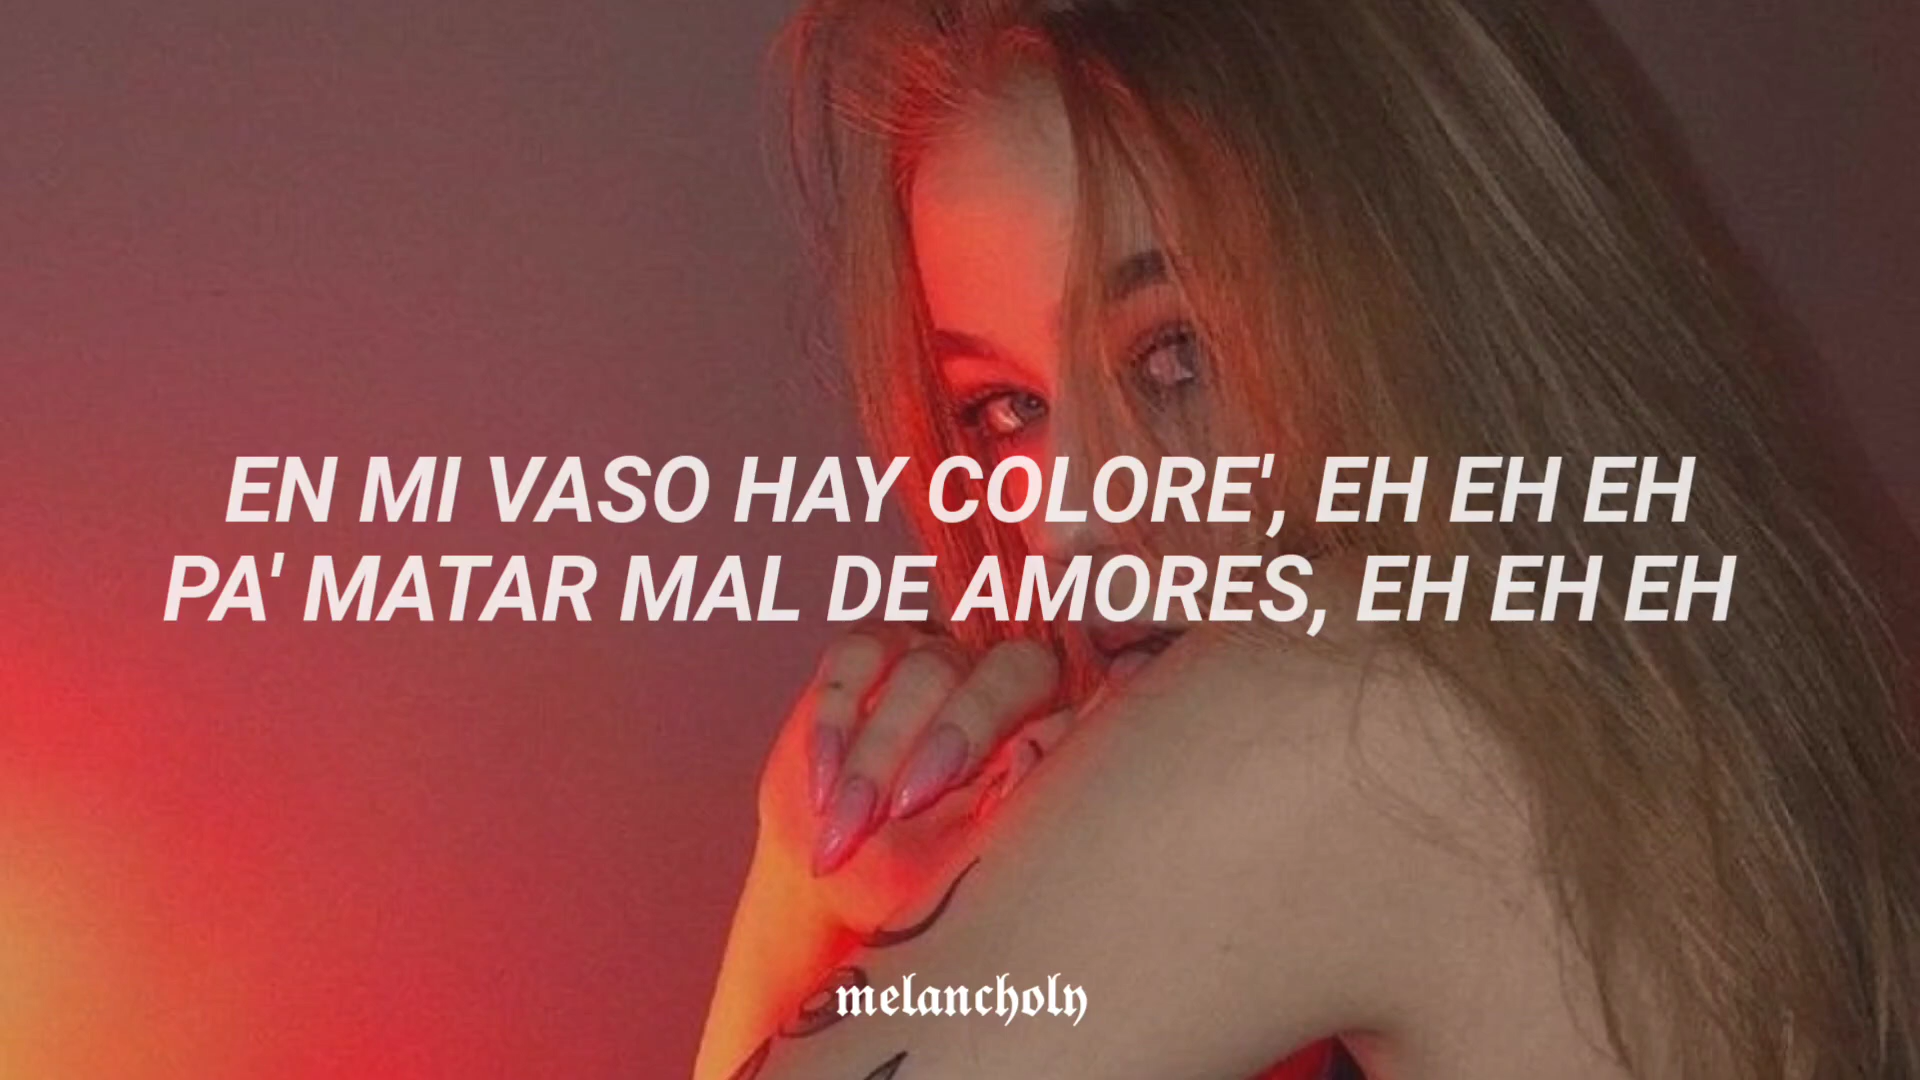 EN MI VASO HAY COLORE', EH EH EH
PA' MATAR MAL DE AMORES, EH EH EH
melancholy